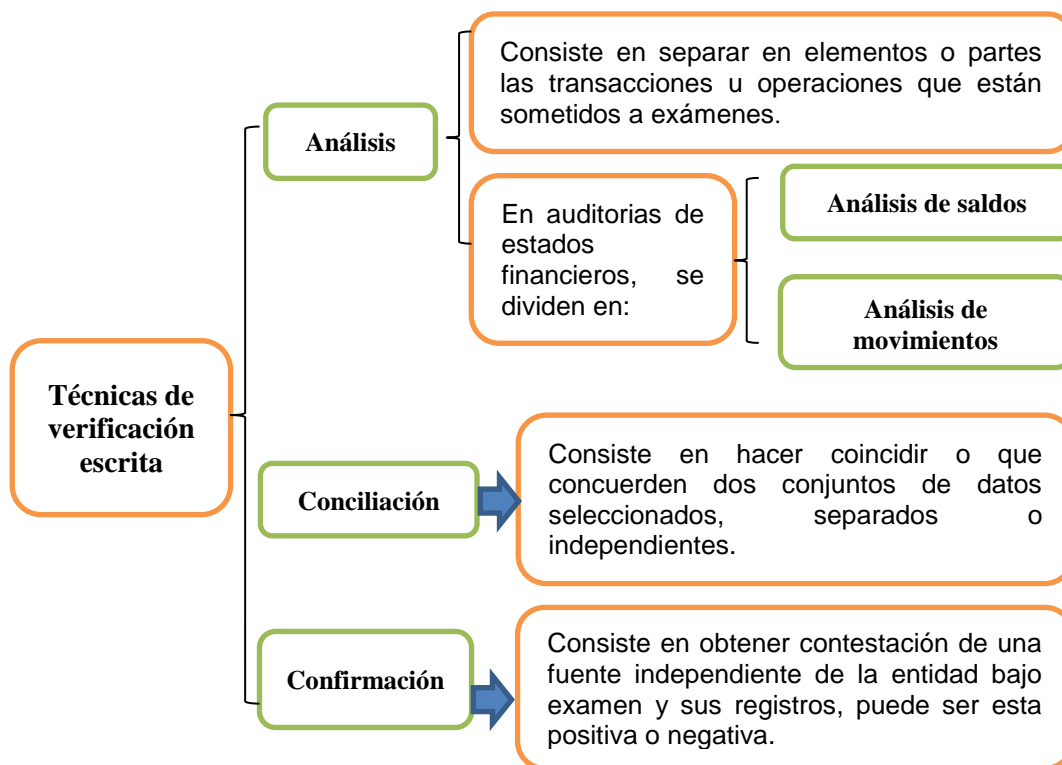 Técnicas de
verificación
escrita
Análisis
Consiste en separar en elementos o partes
las transacciones u operaciones que están
sometidos a exámenes.
En auditorias de
estados
financieros, se
dividen en:
Análisis de saldos
Análisis de
movimientos
Conciliación
Consiste en hacer coincidir o que
concuerden dos conjuntos de datos
seleccionados, separados o
independientes.
Confirmación
Consiste en obtener contestación de una
fuente independiente de la entidad bajo
examen y sus registros, puede ser esta
positiva o negativa.